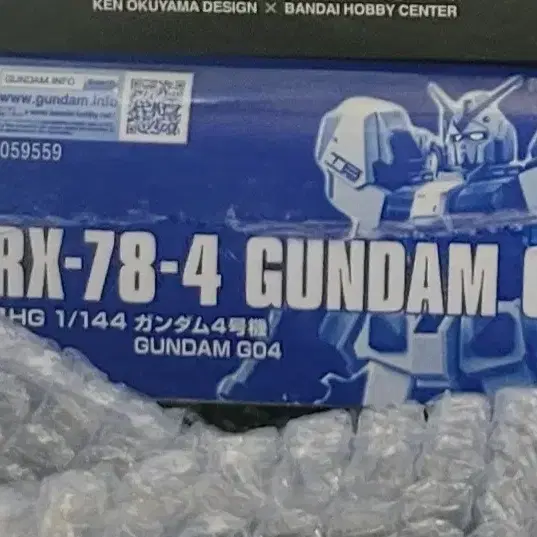 KEN OKUYAMA DESIGN × BANDAI HOBBY CENTER
GUNDAM.INFO
www.gundam.info
059559
RX-78-4 GUNDAM
HG 1/144 ガンダム4号機
GUNDAM G04